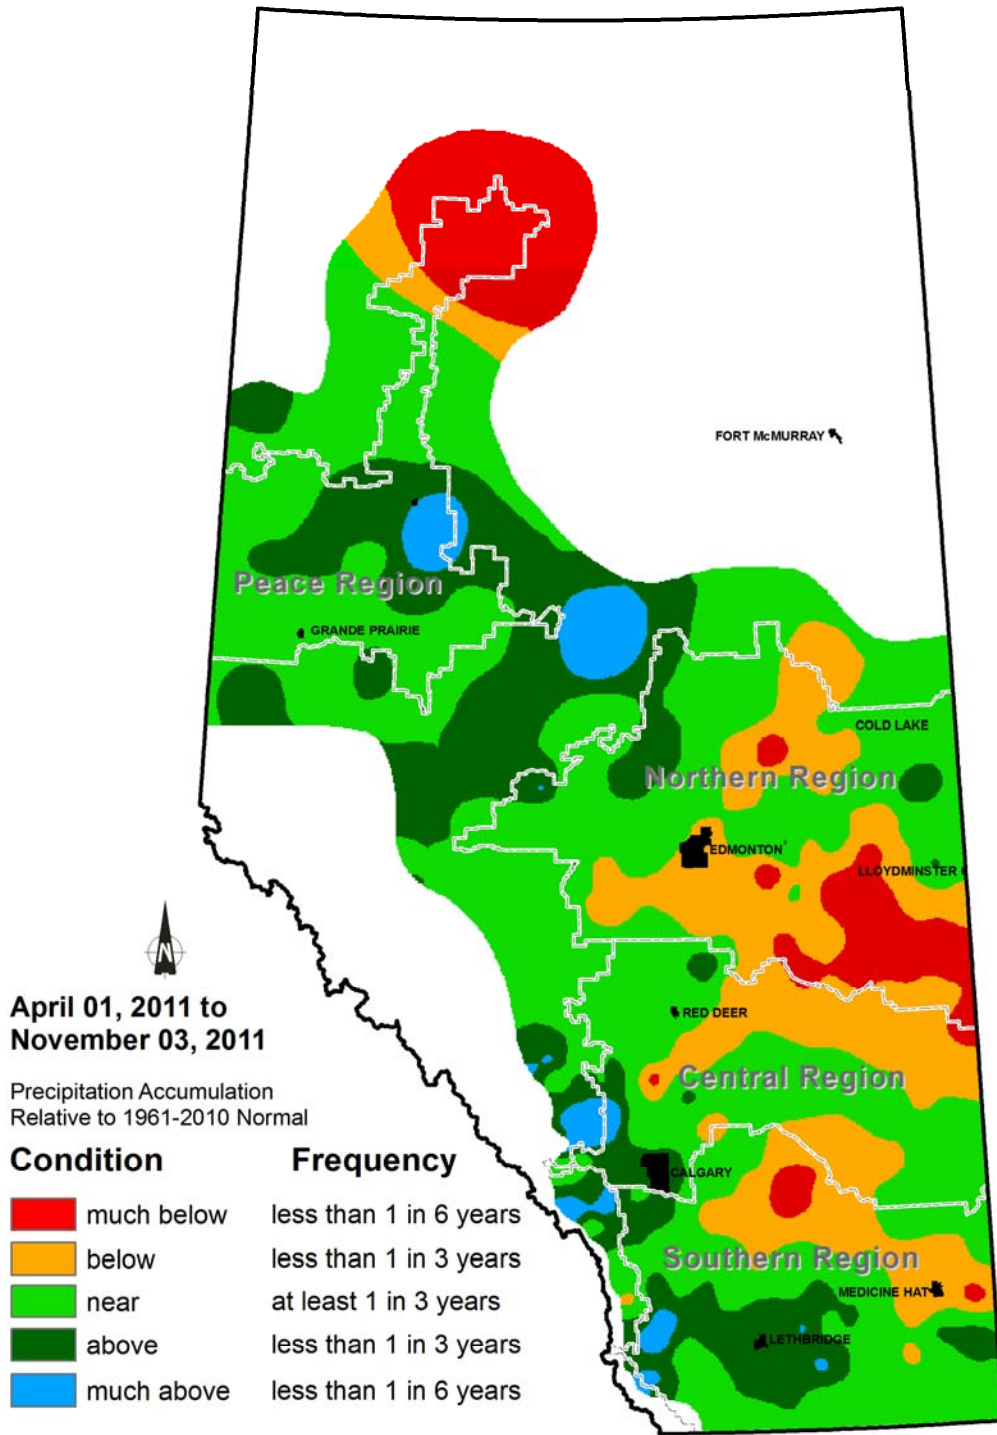 FORT McMURRAY
Peace Region
GRANDE PRAIRIE
COLD LAKE
Northern Region
EDMONTON
LLOYDMINSTER
N
April 01, 2011 to
November 03, 2011
RED DEER
Central Region
Precipitation Accumulation
Relative to 1961-2010 Normal
CALGARY
Condition Frequency
much below less than 1 in 6 years
below less than 1 in 3 years
Southern Region
near at least 1 in 3 years
MEDICINE HAT
above less than 1 in 3 years
LETHBRIDGE
much above less than 1 in 6 years